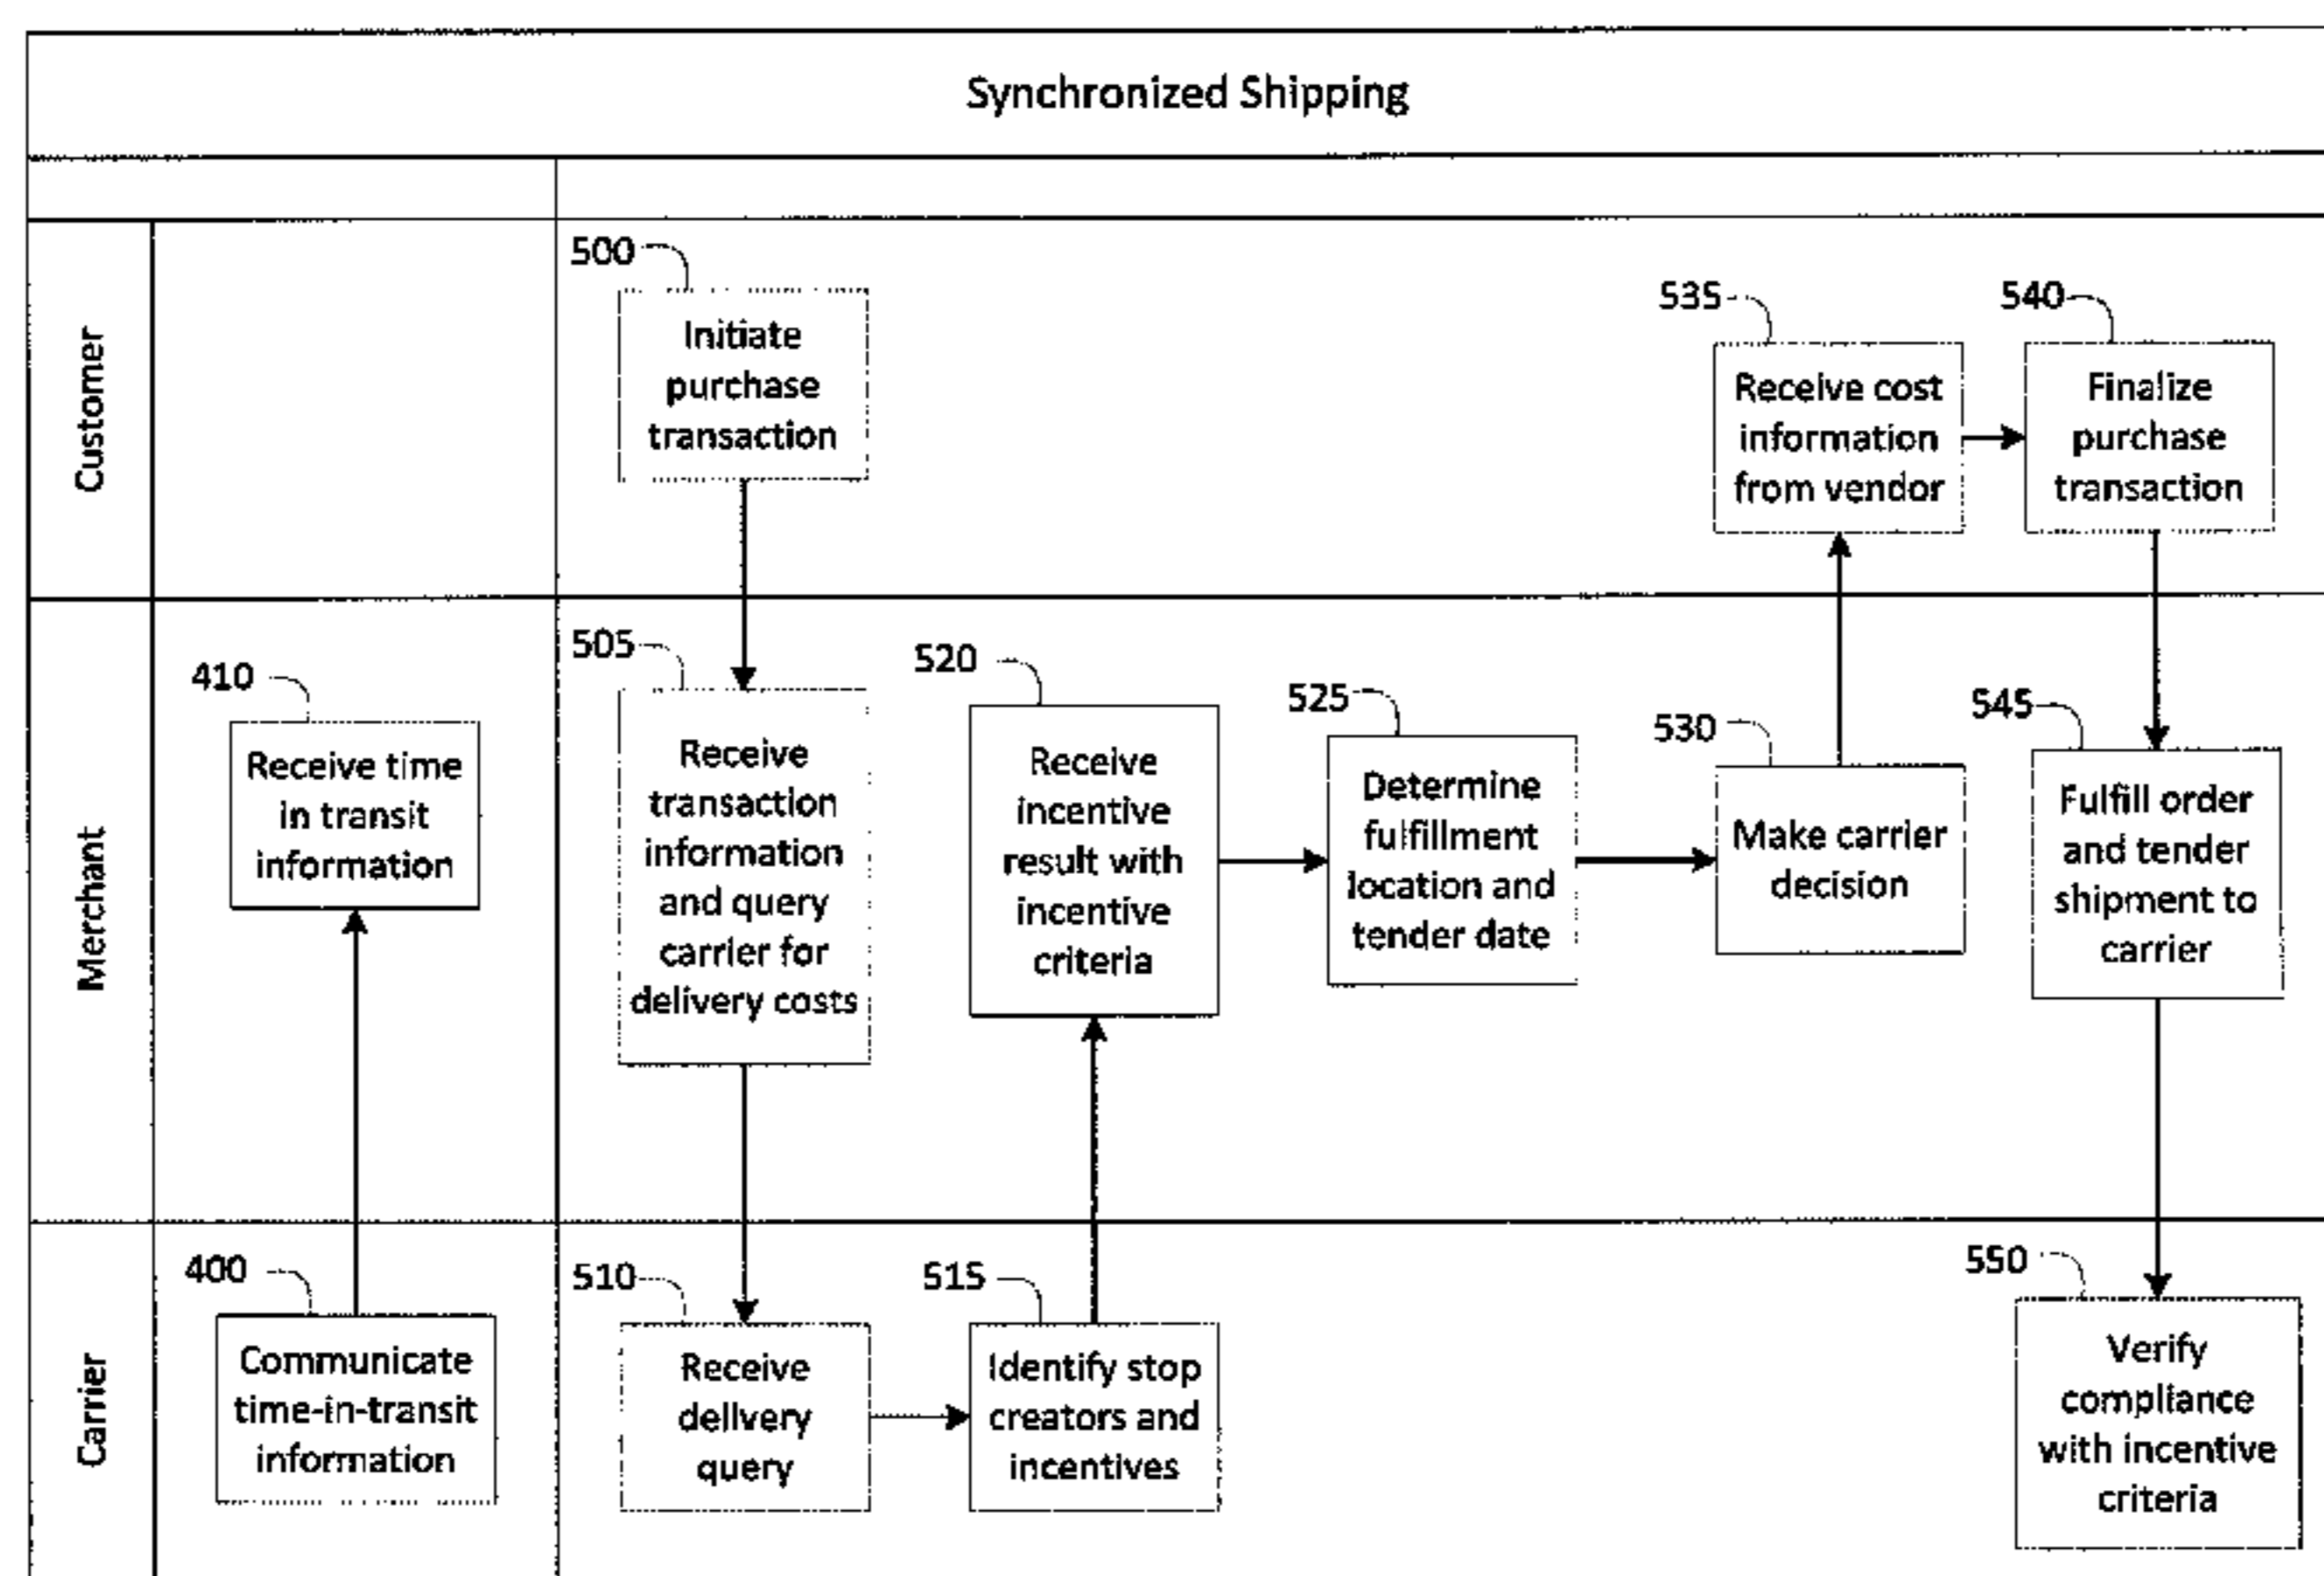 Synchronized Shipping
Customer
500
Initiate
purchase
transaction
535
Receive cost
information
from vendor
540
Finalize
purchase
transaction
Merchant
410
Receive time
in transit
information
505
Receive
transaction
information
and query
carrier for
delivery costs
520
Receive
incentive
result with
incentive
criteria
525
Determine
fulfillment
location and
tender date
530
Make carrier
decision
545
Fulfill order
and tender
shipment to
carrier
Carrier
400
Communicate
time-in-transit
information
510
Receive
delivery
query
515
Identify stop
creators and
incentives
550
Verify
compliance
with incentive
criteria